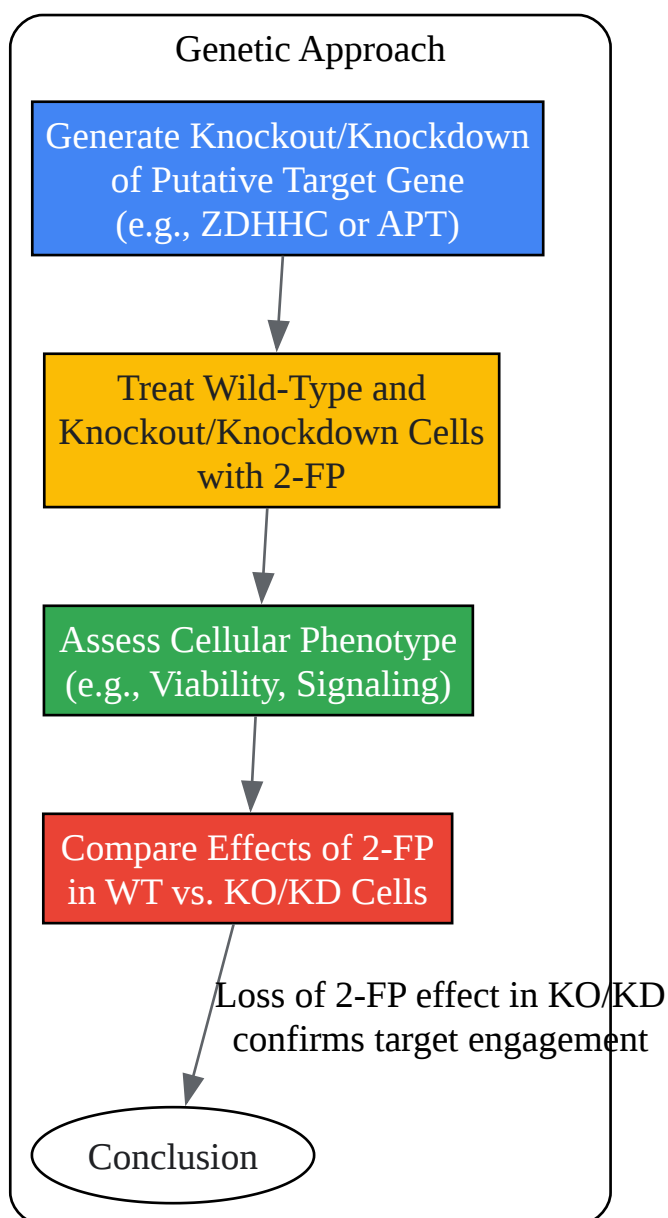 Genetic Approach
Generate Knockout/Knockdown
of Putative Target Gene
(e.g., ZDHHC or APT)
Treat Wild-Type and
Knockout/Knockdown Cells
with 2-FP
Assess Cellular Phenotype
(e.g., Viability, Signaling)
Compare Effects of 2-FP
in WT vs. KO/KD Cells
Loss of 2-FP effect in KO/KD
confirms target engagement
Conclusion